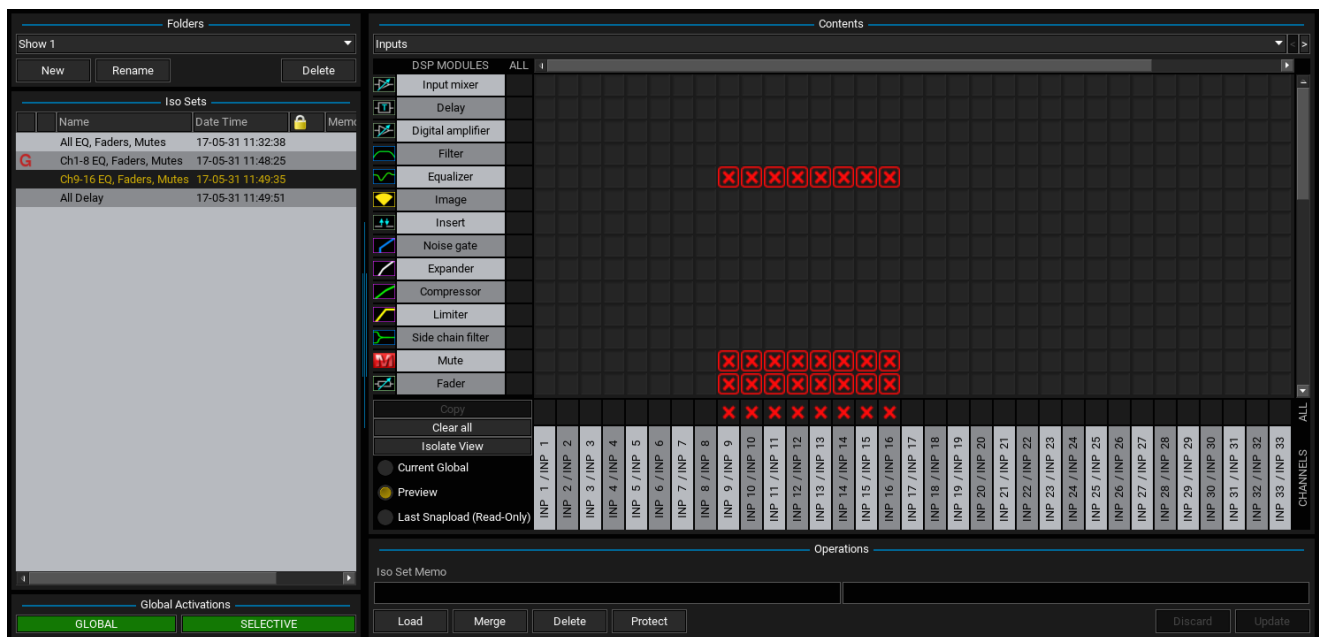 Folders
Show 1
New
Rename
Delete
Iso Sets
Name
Date Time
All EQ, Faders, Mutes 17-05-31 11:32:38
G Ch1-8 EQ, Faders, Mutes 17-05-31 11:48:25
Ch9-16 EQ, Faders, Mutes 17-05-31 11:49:35
All Delay 17-05-31 11:49:51
Global Activations
GLOBAL
SELECTIVE
Contents
Inputs
< >
DSP MODULES ALL
Input mixer
T Delay
Digital amplifier
Filter
Equalizer
Image
Insert
Noise gate
Expander
Compressor
Limiter
Side chain filter
M Mute
Fader
Copy
Clear all
Isolate View
Current Global
Preview
Last Snapload (Read-Only)
INP 1 / INP 1
INP 2 / INP 2
INP 3 / INP 3
INP 4 / INP 4
INP 5 / INP 5
INP 6 / INP 6
INP 7 / INP 7
INP 8 / INP 8
INP 9 / INP 9
INP 10 / INP 10
INP 11 / INP 11
INP 12 / INP 12
INP 13 / INP 13
INP 14 / INP 14
INP 15 / INP 15
INP 16 / INP 16
INP 17 / INP 17
INP 18 / INP 18
INP 19 / INP 19
INP 20 / INP 20
INP 21 / INP 21
INP 22 / INP 22
INP 23 / INP 23
INP 24 / INP 24
INP 25 / INP 25
INP 26 / INP 26
INP 27 / INP 27
INP 28 / INP 28
INP 29 / INP 29
INP 30 / INP 30
INP 31 / INP 31
INP 32 / INP 32
INP 33 / INP 33
CHANNELS ALL
Operations
Iso Set Memo
Load
Merge
Delete
Protect
Discard
Update